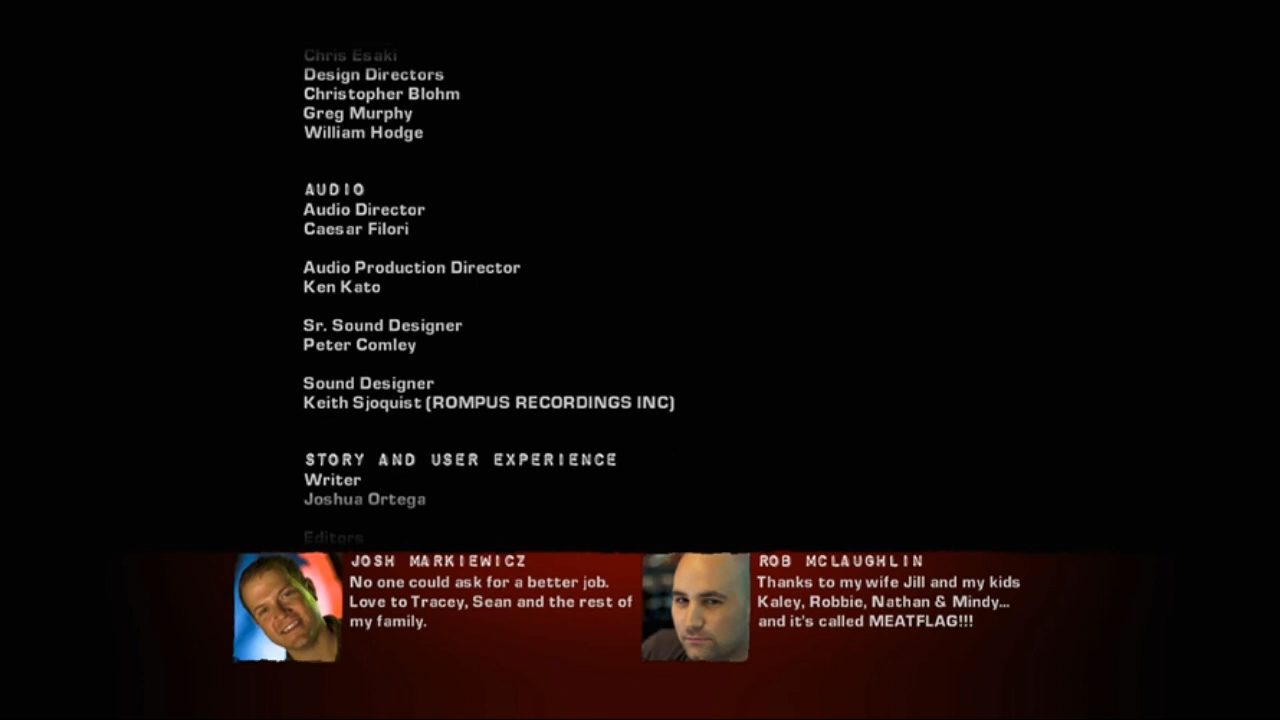 Chris Esaki
Design Directors
Christopher Blohm
Greg Murphy
William Hodge
AUDIO
Audio Director
Caesar Filori
Audio Production Director
Ken Kato
Sr. Sound Designer
Peter Comley
Sound Designer
Keith Sjoquist (ROMPUS RECORDINGS INC)
STORY AND USER EXPERIENCE
Writer
Joshua Ortega
Editors
JOSH MARKIEWICZ
No one could ask for a better job.
Love to Tracey, Sean and the rest of
my family.
ROB MCLAUGHLIN
Thanks to my wife Jill and my kids
Kaley, Robbie, Nathan & Mindy...
and it's called MEATFLAG!!!